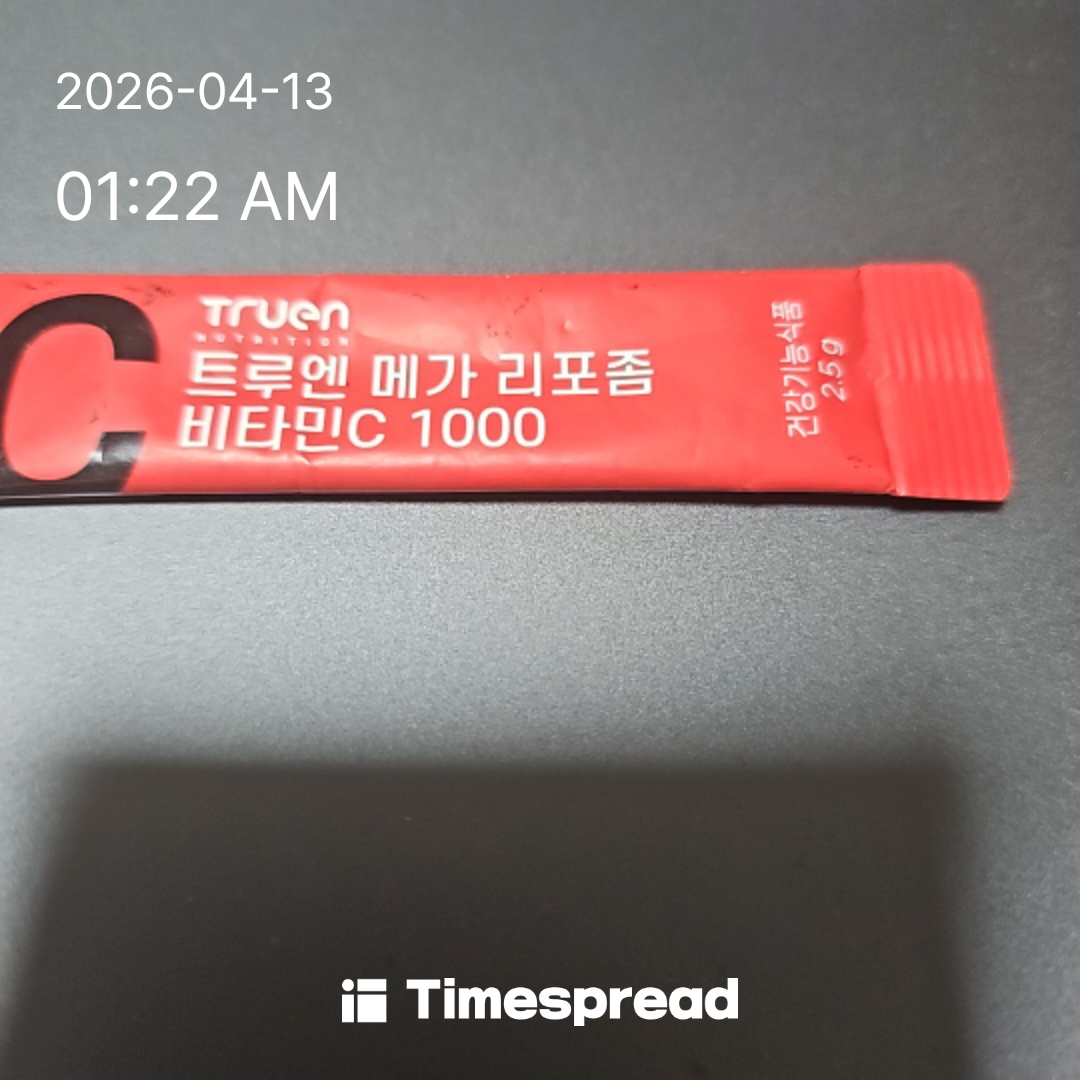 2026-04-13
01:22 AM
C
Truen
NUTRITION
트루엔 메가 리포좀
비타민C 1000
건강기능식품
2.5g
Timespread